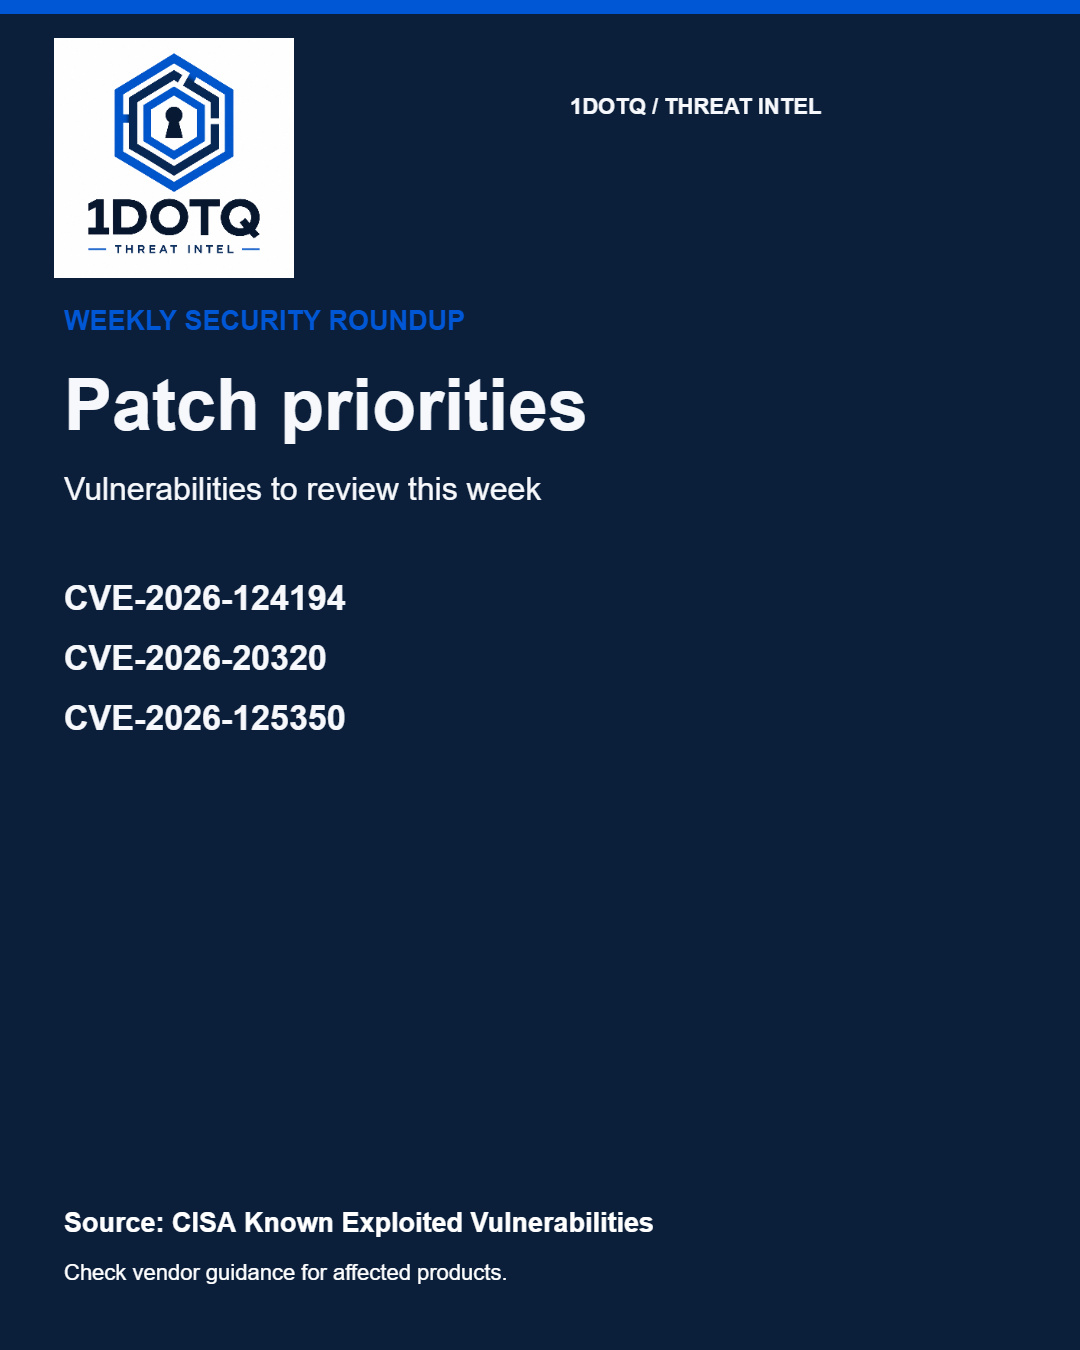 1DOTQ
THREAT INTEL
1DOTQ / THREAT INTEL
WEEKLY SECURITY ROUNDUP
Patch priorities
Vulnerabilities to review this week
CVE-2026-124194
CVE-2026-20320
CVE-2026-125350
Source: CISA Known Exploited Vulnerabilities
Check vendor guidance for affected products.